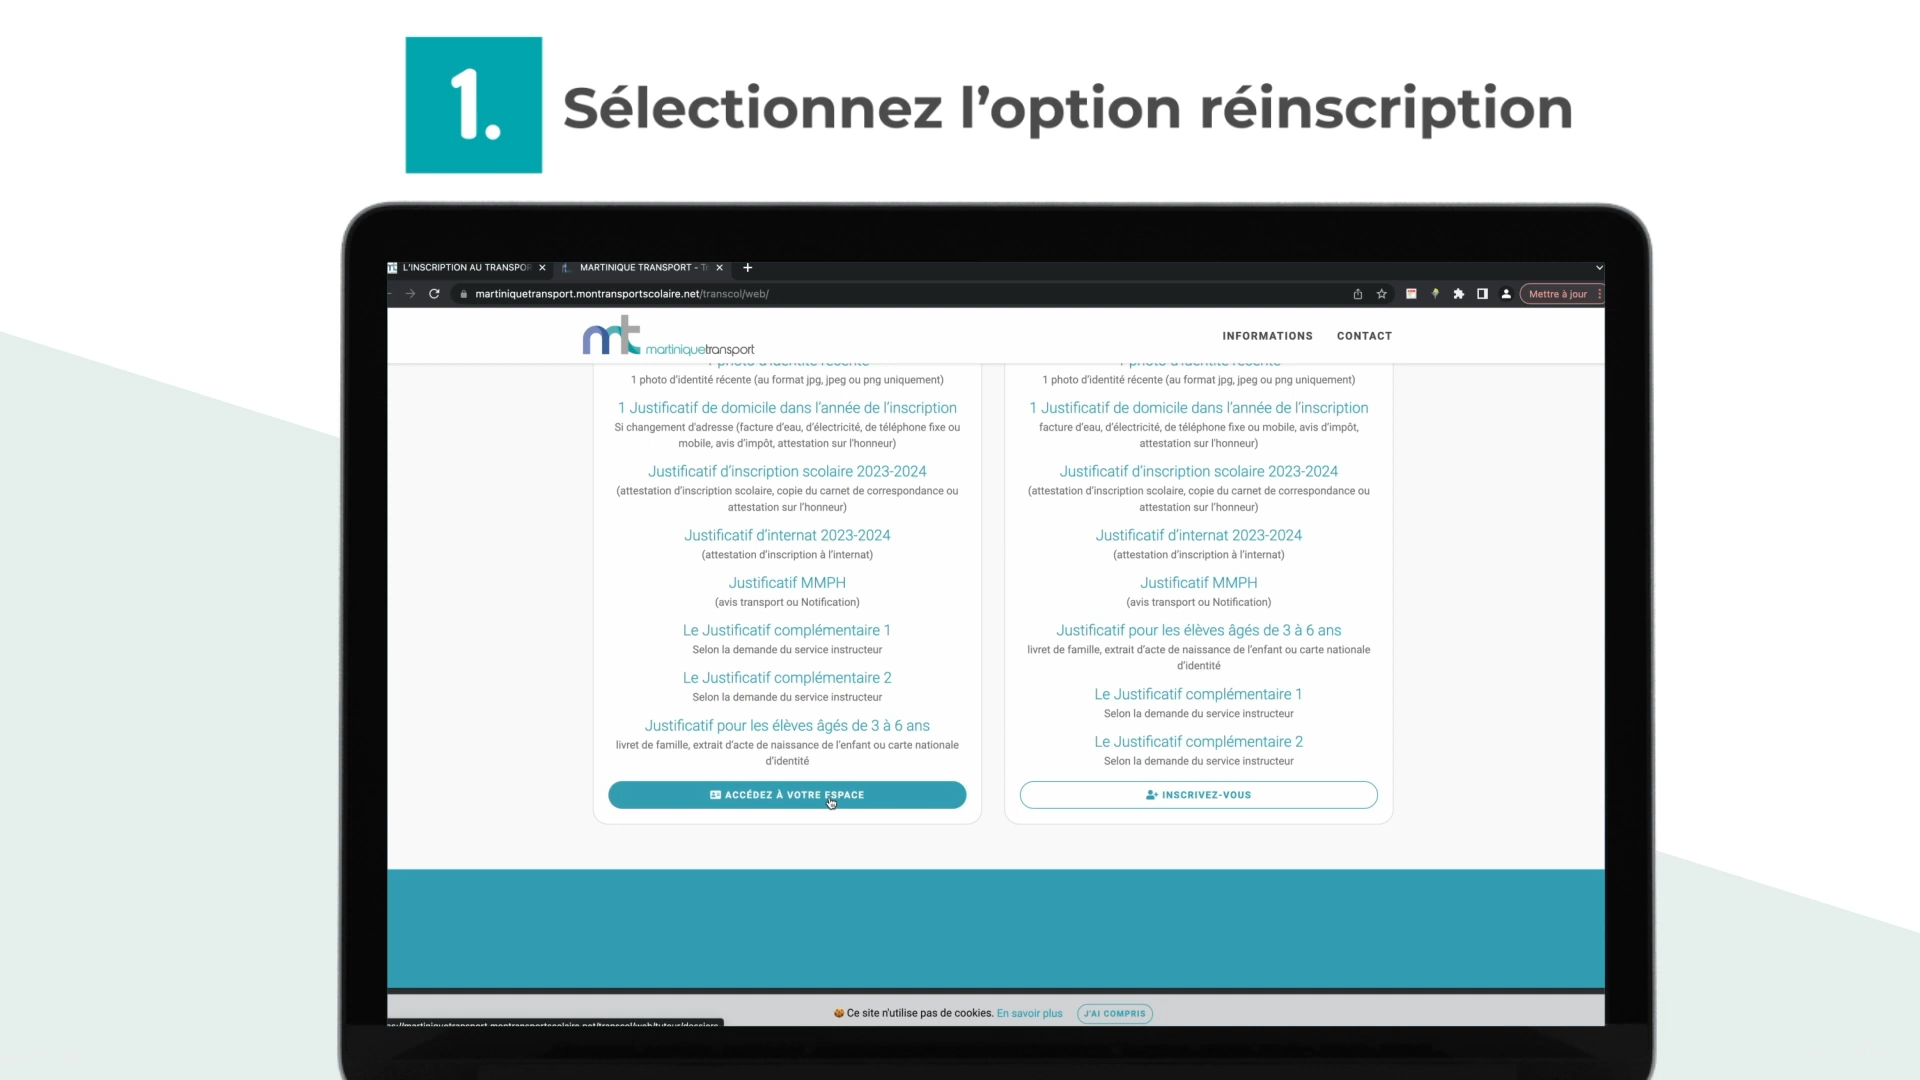 1.
Sélectionnez l’option réinscription
L'INSCRIPTION AU TRANSPOR
MARTINIQUE TRANSPORT - T
martiniquetransport.montransportscolaire.net/transcol/web/
Mettre à jour
mt martiniquetransport
INFORMATIONS
CONTACT
1 photo d'identité récente
1 photo d'identité récente (au format jpg, jpeg ou png uniquement)
1 Justificatif de domicile dans l'année de l'inscription
Si changement d'adresse (facture d'eau, d'électricité, de téléphone fixe ou
mobile, avis d'impôt, attestation sur l'honneur)
Justificatif d'inscription scolaire 2023-2024
(attestation d'inscription scolaire, copie du carnet de correspondance ou
attestation sur l'honneur)
Justificatif d'internat 2023-2024
(attestation d'inscription à l'internat)
Justificatif MMPH
(avis transport ou Notification)
Le Justificatif complémentaire 1
Selon la demande du service instructeur
Le Justificatif complémentaire 2
Selon la demande du service instructeur
Justificatif pour les élèves âgés de 3 à 6 ans
livret de famille, extrait d'acte de naissance de l'enfant ou carte nationale
d'identité
ACCÉDEZ À VOTRE ESPACE
1 photo d'identité récente
1 photo d'identité récente (au format jpg, jpeg ou png uniquement)
1 Justificatif de domicile dans l'année de l'inscription
facture d'eau, d'électricité, de téléphone fixe ou mobile, avis d'impôt,
attestation sur l'honneur)
Justificatif d'inscription scolaire 2023-2024
(attestation d'inscription scolaire, copie du carnet de correspondance ou
attestation sur l'honneur)
Justificatif d'internat 2023-2024
(attestation d'inscription à l'internat)
Justificatif MMPH
(avis transport ou Notification)
Justificatif pour les élèves âgés de 3 à 6 ans
livret de famille, extrait d'acte de naissance de l'enfant ou carte nationale
d'identité
Le Justificatif complémentaire 1
Selon la demande du service instructeur
Le Justificatif complémentaire 2
Selon la demande du service instructeur
INSCRIVEZ-VOUS
Ce site n'utilise pas de cookies. En savoir plus
J'AI COMPRIS